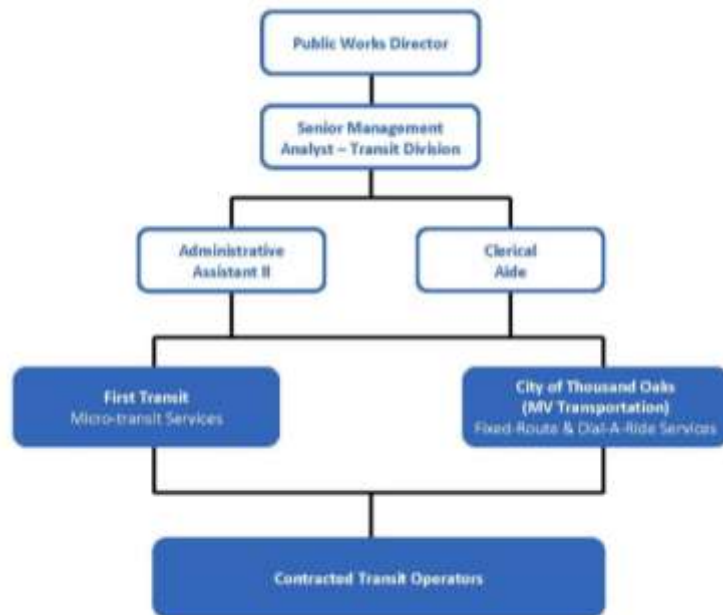 Public Works Director
Senior Management
Analyst – Transit Division
Administrative
Assistant II
Clerical
Aide
First Transit
Micro-transit Services
City of Thousand Oaks
(MV Transportation)
Fixed-Route & Dial-A-Ride Services
Contracted Transit Operators